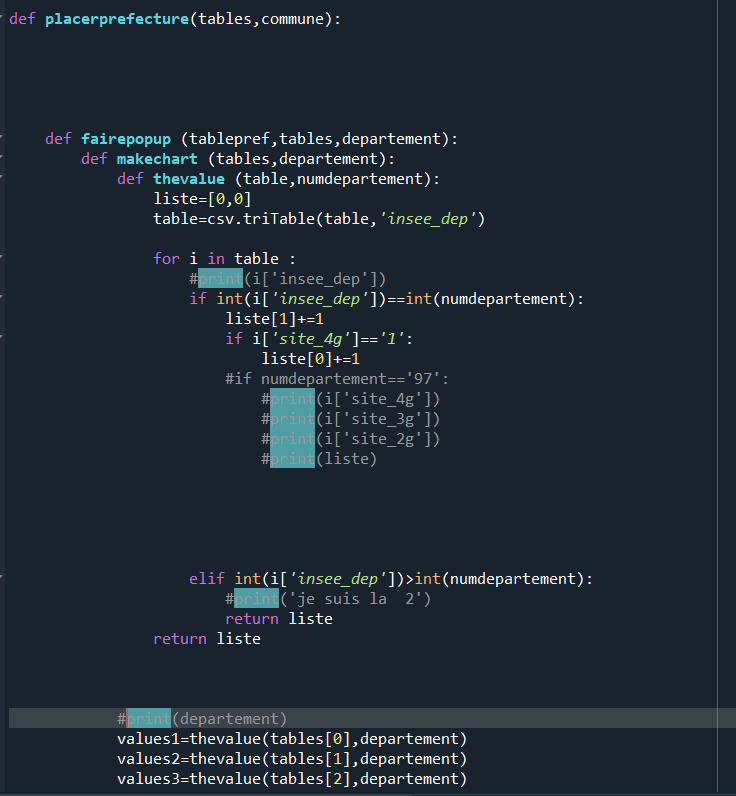 def placerprefecture(tables,commune):
def fairepopup (tablepref,tables,departement):
def makechart (tables,departement):
def thevalue (table,numdepartement):
liste=[0,0]
table=csv.triTable(table,'insee_dep')
for i in table :
#print(i['insee_dep'])
if int(i['insee_dep'])==int(numdepartement):
liste[1]+=1
if i['site_4g']=='1':
liste[0]+=1
#if numdepartement=='97':
#print(i['site_4g'])
#print(i['site_3g'])
#print(i['site_2g'])
#print(liste)
elif int(i['insee_dep'])>int(numdepartement):
#print('je suis la  2')
return liste
return liste
#print(departement)
values1=thevalue(tables[0],departement)
values2=thevalue(tables[1],departement)
values3=thevalue(tables[2],departement)